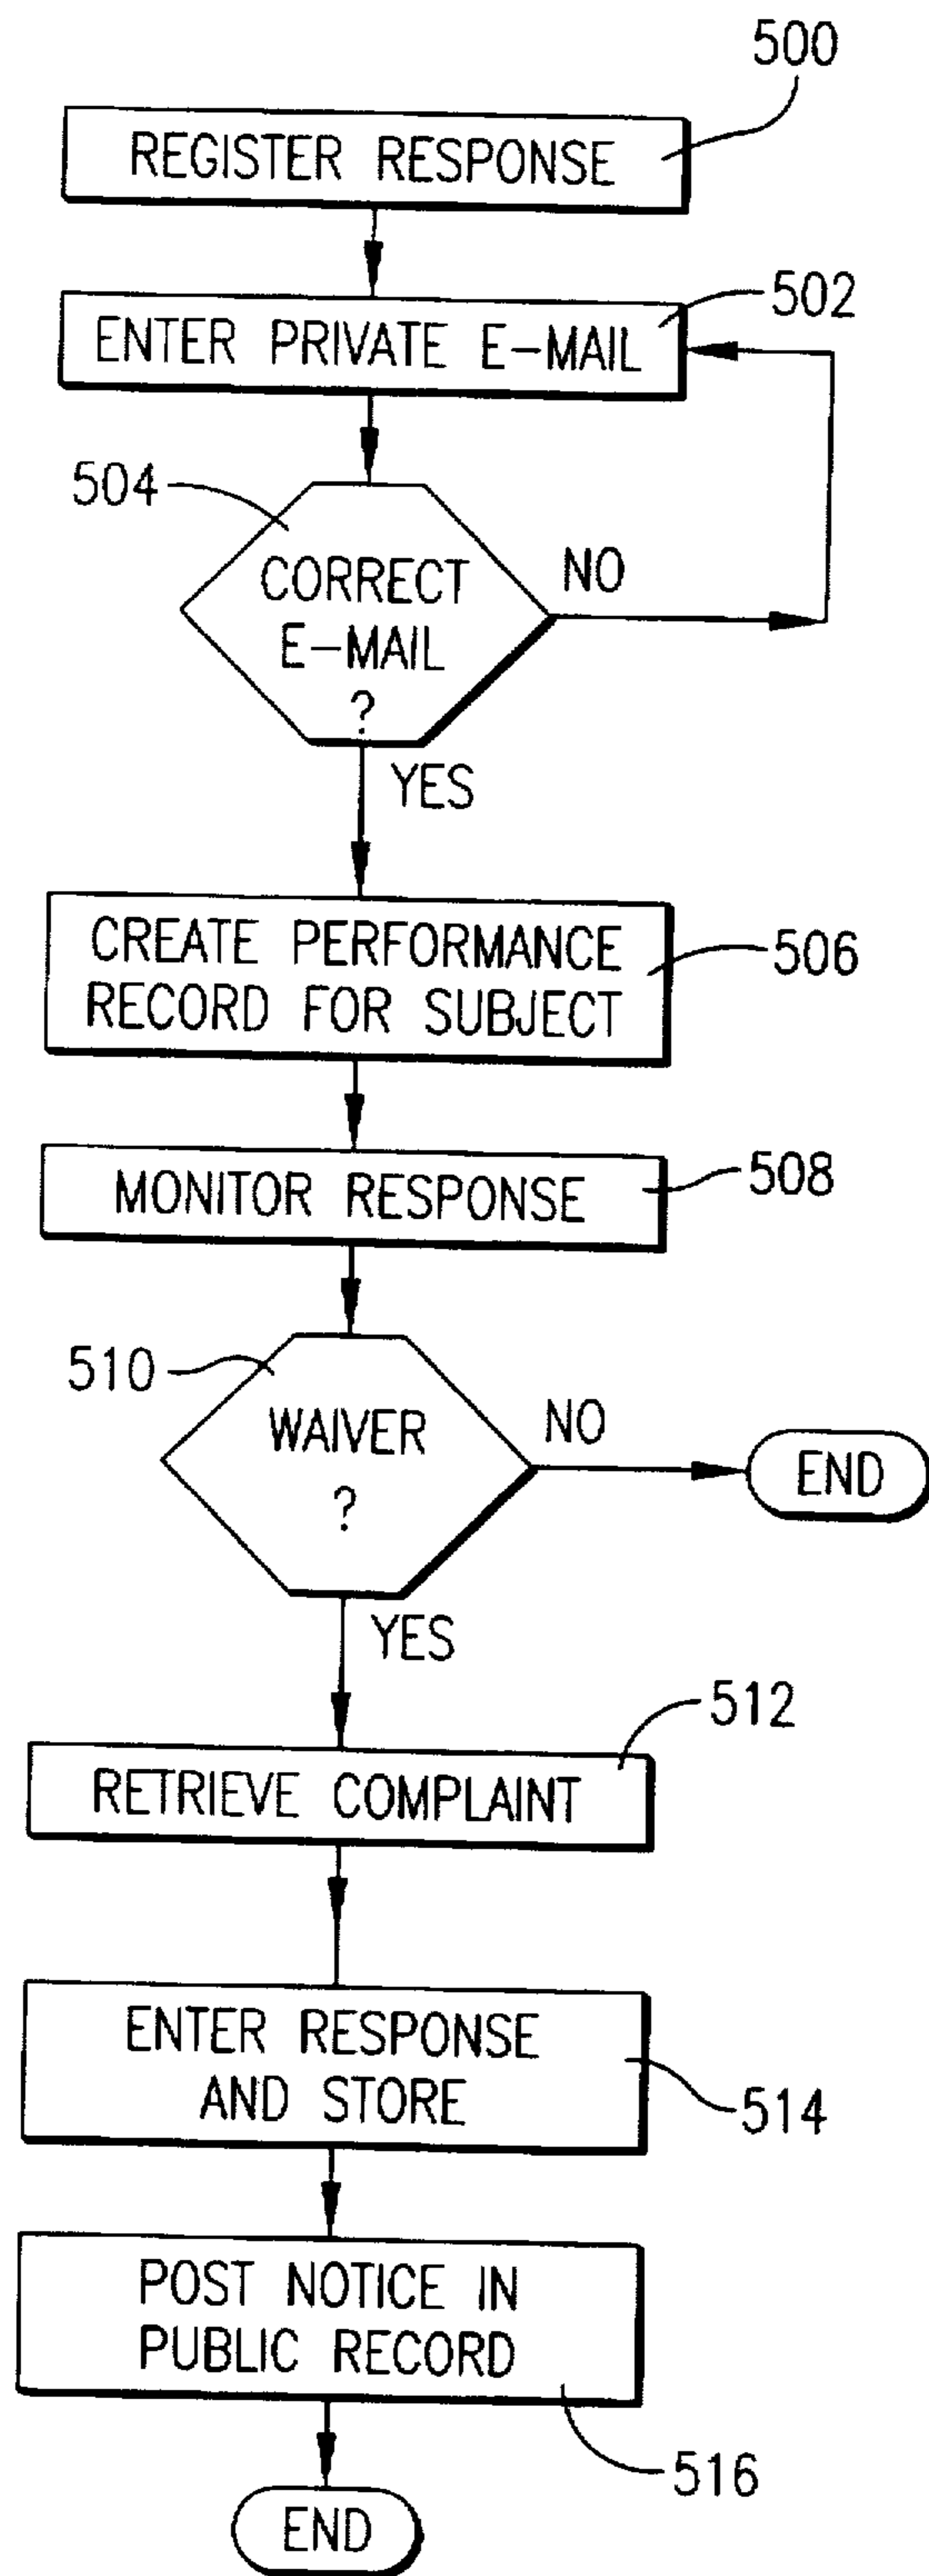 500
REGISTER RESPONSE
502
ENTER PRIVATE E-MAIL
504
CORRECT
E-MAIL
?
NO
YES
CREATE PERFORMANCE
RECORD FOR SUBJECT
506
MONITOR RESPONSE
508
510
WAIVER
?
NO
END
YES
512
RETRIEVE COMPLAINT
ENTER RESPONSE
AND STORE
514
POST NOTICE IN
PUBLIC RECORD
516
END